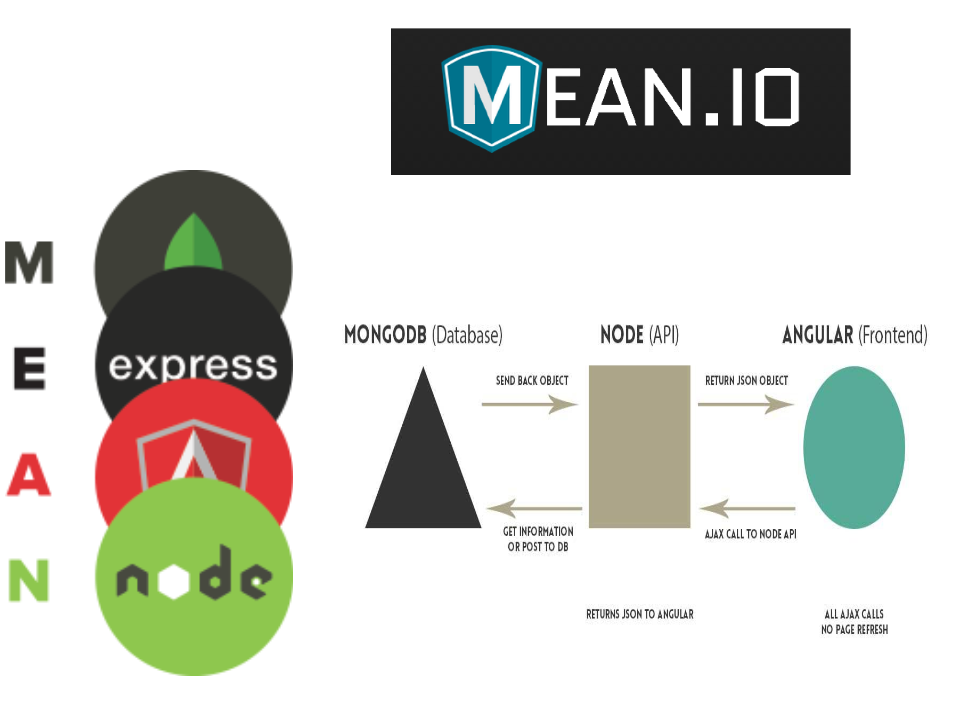 MEAN.IO
M
E
A
N
express
node
MONGODB (Database)
NODE (API)
ANGULAR (Frontend)
SEND BACK OBJECT
RETURN JSON OBJECT
GET INFORMATION
OR POST TO DB
AJAX CALL TO NODE API
RETURNS JSON TO ANGULAR
ALL AJAX CALLS
NO PAGE REFRESH